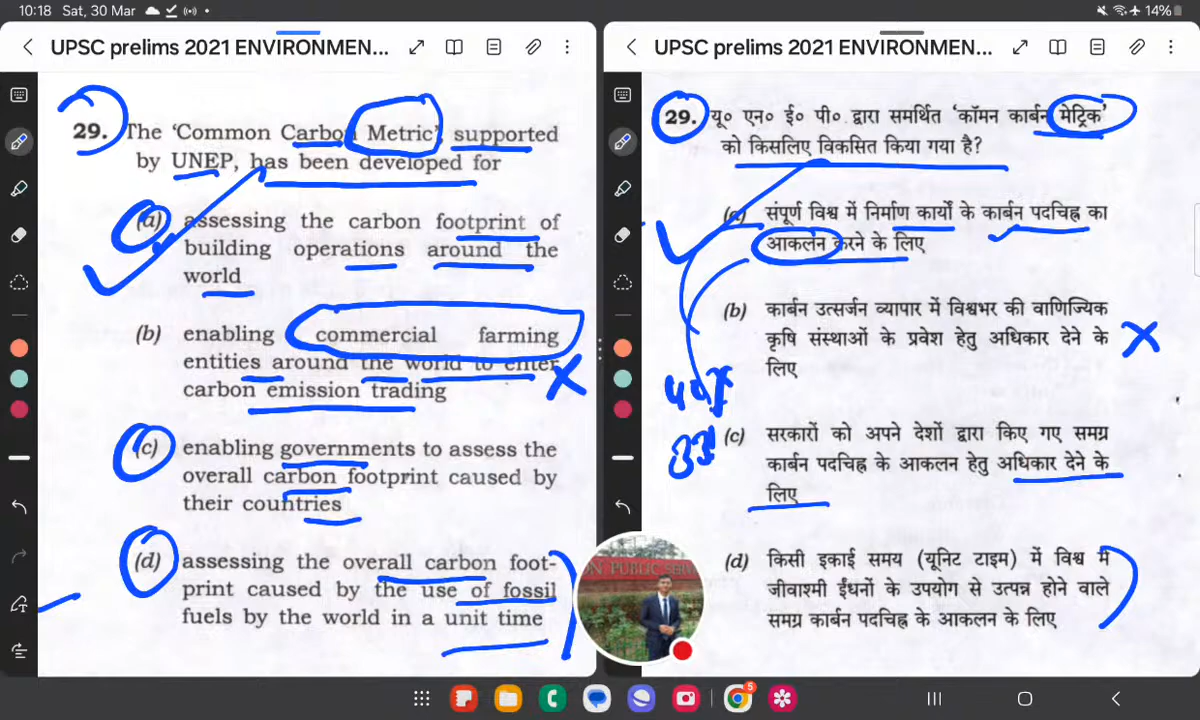 10:18 Sat, 30 Mar
14%
UPSC prelims 2021 ENVIRONMEN...
29. The 'Common Carbon Metric', supported
by UNEP, has been developed for
(a) assessing the carbon footprint of
building operations around the
world
(b) enabling commercial farming
entities around the world to enter
carbon emission trading
(c) enabling governments to assess the
overall carbon footprint caused by
their countries
(d) assessing the overall carbon foot-
print caused by the use of fossil
fuels by the world in a unit time
UPSC prelims 2021 ENVIRONMEN...
29. यू० एन० ई० पी० द्वारा समर्थित 'कॉमन कार्बन मेट्रिक'
को किसलिए विकसित किया गया है?
(a) संपूर्ण विश्व में निर्माण कार्यों के कार्बन पदचिह्न का
आकलन करने के लिए
(b) कार्बन उत्सर्जन व्यापार में विश्वभर की वाणिज्यिक
कृषि संस्थाओं के प्रवेश हेतु अधिकार देने के
लिए
(c) सरकारों को अपने देशों द्वारा किए गए समग्र
कार्बन पदचिह्न के आकलन हेतु अधिकार देने के
लिए
(d) किसी इकाई समय (यूनिट टाइम) में विश्व में
जीवाश्मी ईंधनों के उपयोग से उत्पन्न होने वाले
समग्र कार्बन पदचिह्न के आकलन के लिए
ON PUBLIC SER
5